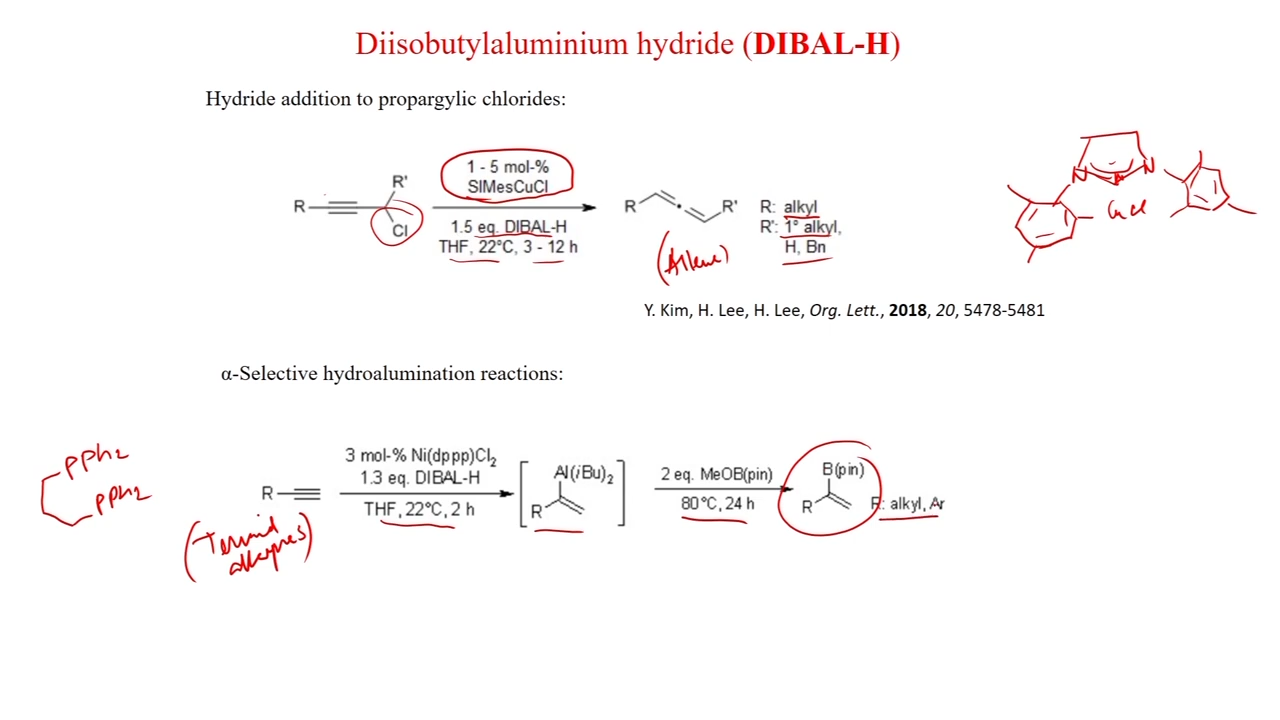 Diisobutylaluminium hydride (DIBAL-H)
Hydride addition to propargylic chlorides:
R
R'
Cl
1 - 5 mol-%
SIMesCuCl
1.5 eq. DIBAL-H
THF, 22°C, 3 - 12 h
R
R'
(Allene)
R: alkyl
R': 1° alkyl,
H, Bn
N
N
CuCl
Y. Kim, H. Lee, H. Lee, Org. Lett., 2018, 20, 5478-5481
α-Selective hydroalumination reactions:
PPh2
PPh2
R
(Terminal
alkynes)
3 mol-% Ni(dppp)Cl2
1.3 eq. DIBAL-H
THF, 22°C, 2 h
Al(iBu)2
R
2 eq. MeOB(pin)
80°C, 24 h
B(pin)
R
R: alkyl, Ar